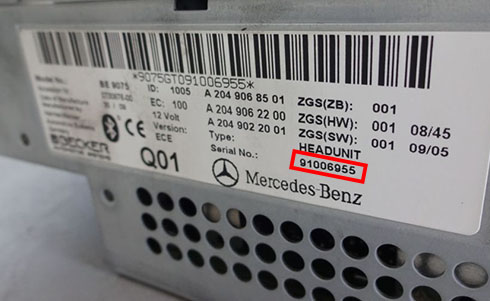 *9075GT091006955*
Model No.: BE 9075 ID: 1005 A 204 906 85 01 ZGS(ZB): 001
EC: 100 A 204 906 22 00 ZGS(HW): 001 08/45
12 Volt A 204 902 20 01 ZGS(SW): 001 09/05
Version: Type: HEADUNIT
BECKER ECE Serial No.: 91006955
Q01 Mercedes-Benz